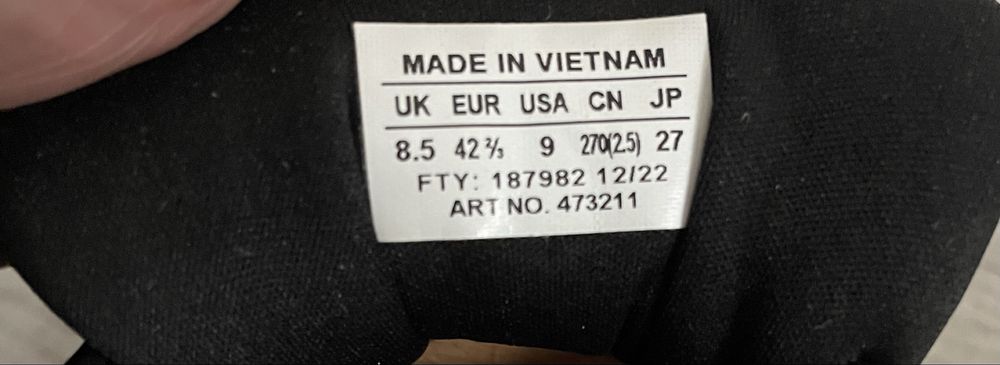 MADE IN VIETNAM
UK EUR USA CN JP
8.5 42⅔ 9 270(2.5) 27
FTY: 187982 12/22
ART NO. 473211